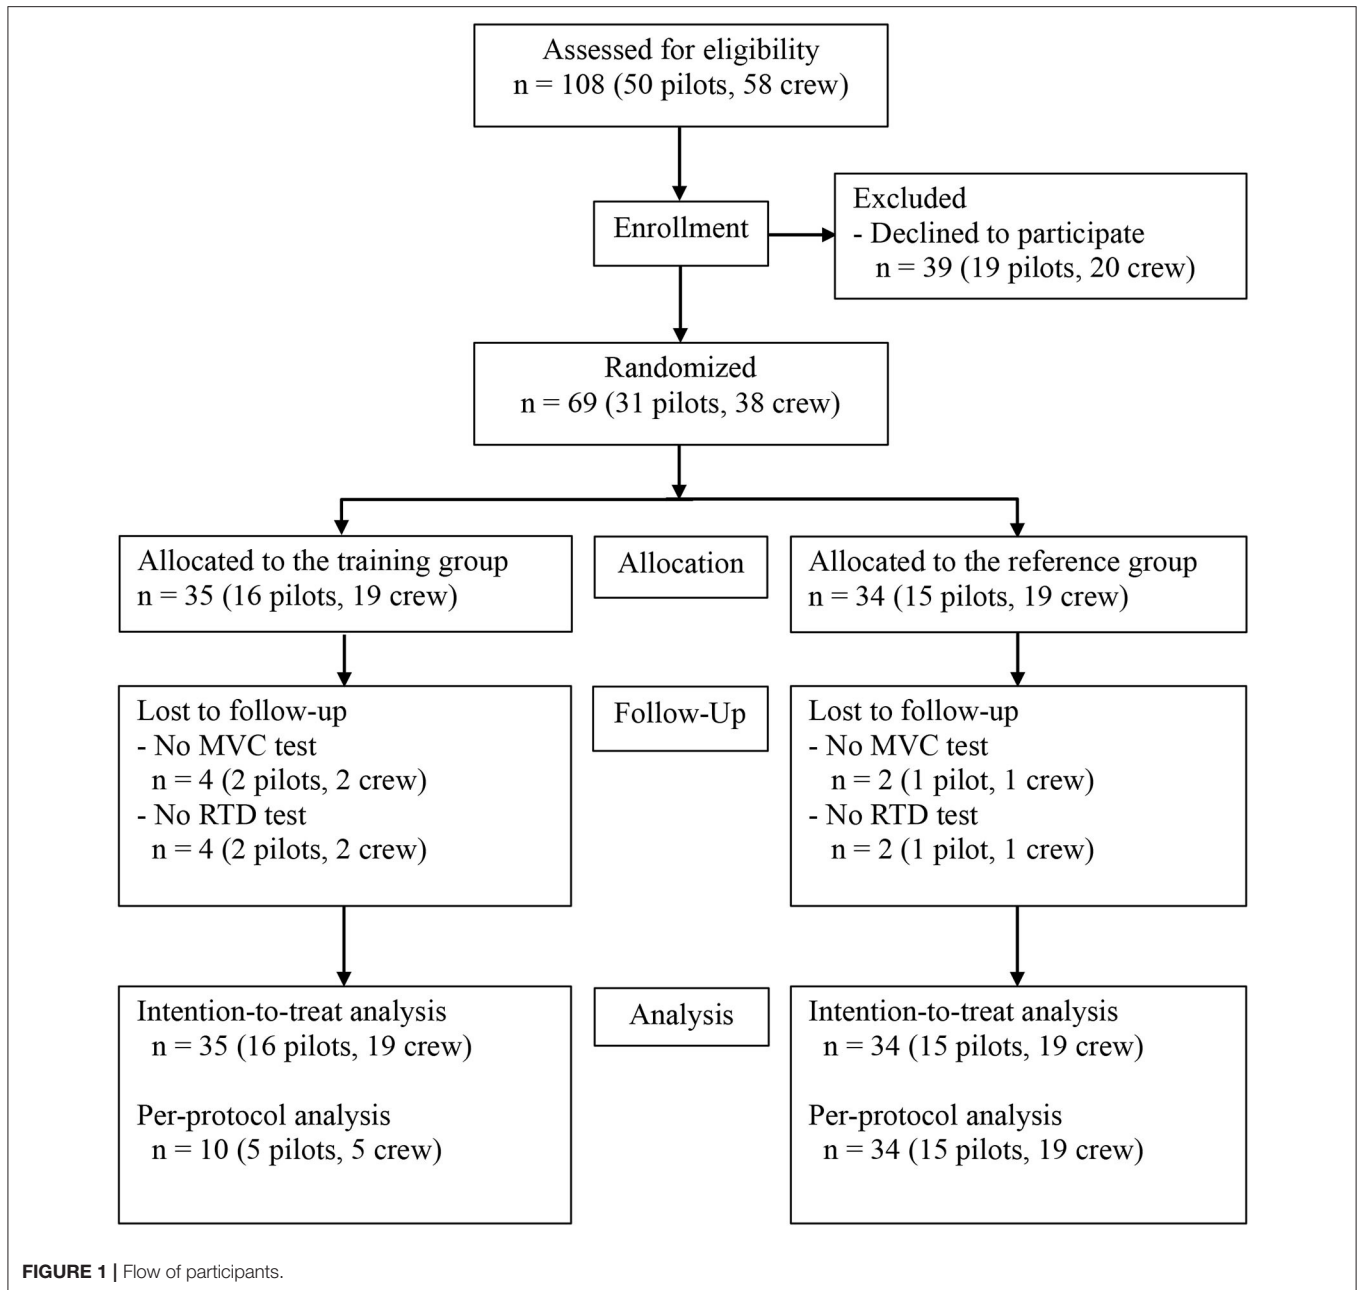 Assessed for eligibility
n = 108 (50 pilots, 58 crew)
Enrollment
Excluded
- Declined to participate
n = 39 (19 pilots, 20 crew)
Randomized
n = 69 (31 pilots, 38 crew)
Allocated to the training group
n = 35 (16 pilots, 19 crew)
Allocation
Allocated to the reference group
n = 34 (15 pilots, 19 crew)
Lost to follow-up
- No MVC test
n = 4 (2 pilots, 2 crew)
- No RTD test
n = 4 (2 pilots, 2 crew)
Follow-Up
Lost to follow-up
- No MVC test
n = 2 (1 pilot, 1 crew)
- No RTD test
n = 2 (1 pilot, 1 crew)
Intention-to-treat analysis
n = 35 (16 pilots, 19 crew)
Per-protocol analysis
n = 10 (5 pilots, 5 crew)
Analysis
Intention-to-treat analysis
n = 34 (15 pilots, 19 crew)
Per-protocol analysis
n = 34 (15 pilots, 19 crew)
FIGURE 1 | Flow of participants.